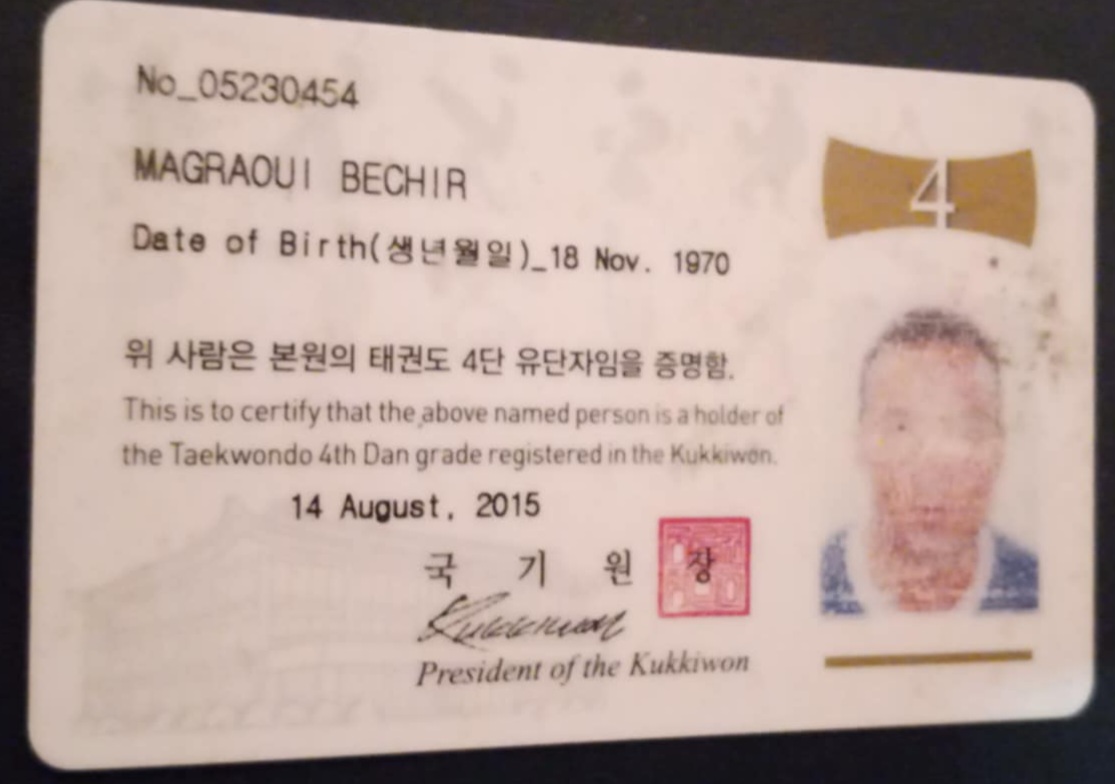 No_05230454
4
MAGRAOUI BECHIR
Date of Birth(생년월일)_18 Nov. 1970
위 사람은 본원의 태권도 4단 유단자임을 증명함.
This is to certify that the above named person is a holder of
the Taekwondo 4th Dan grade registered in the Kukkiwon.
14 August, 2015
국 기 원 장
Kukkiwon
President of the Kukkiwon